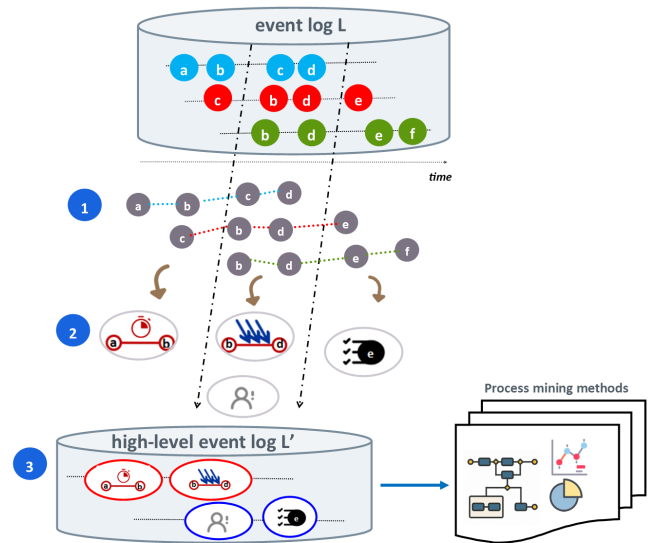 event log L
a b c d
c b d e
b d e f
time
1
a b c d
c b d e
b d e f
2
a b
b d
e
!
Process mining methods
3
high-level event log L’
a b
b d
!
e